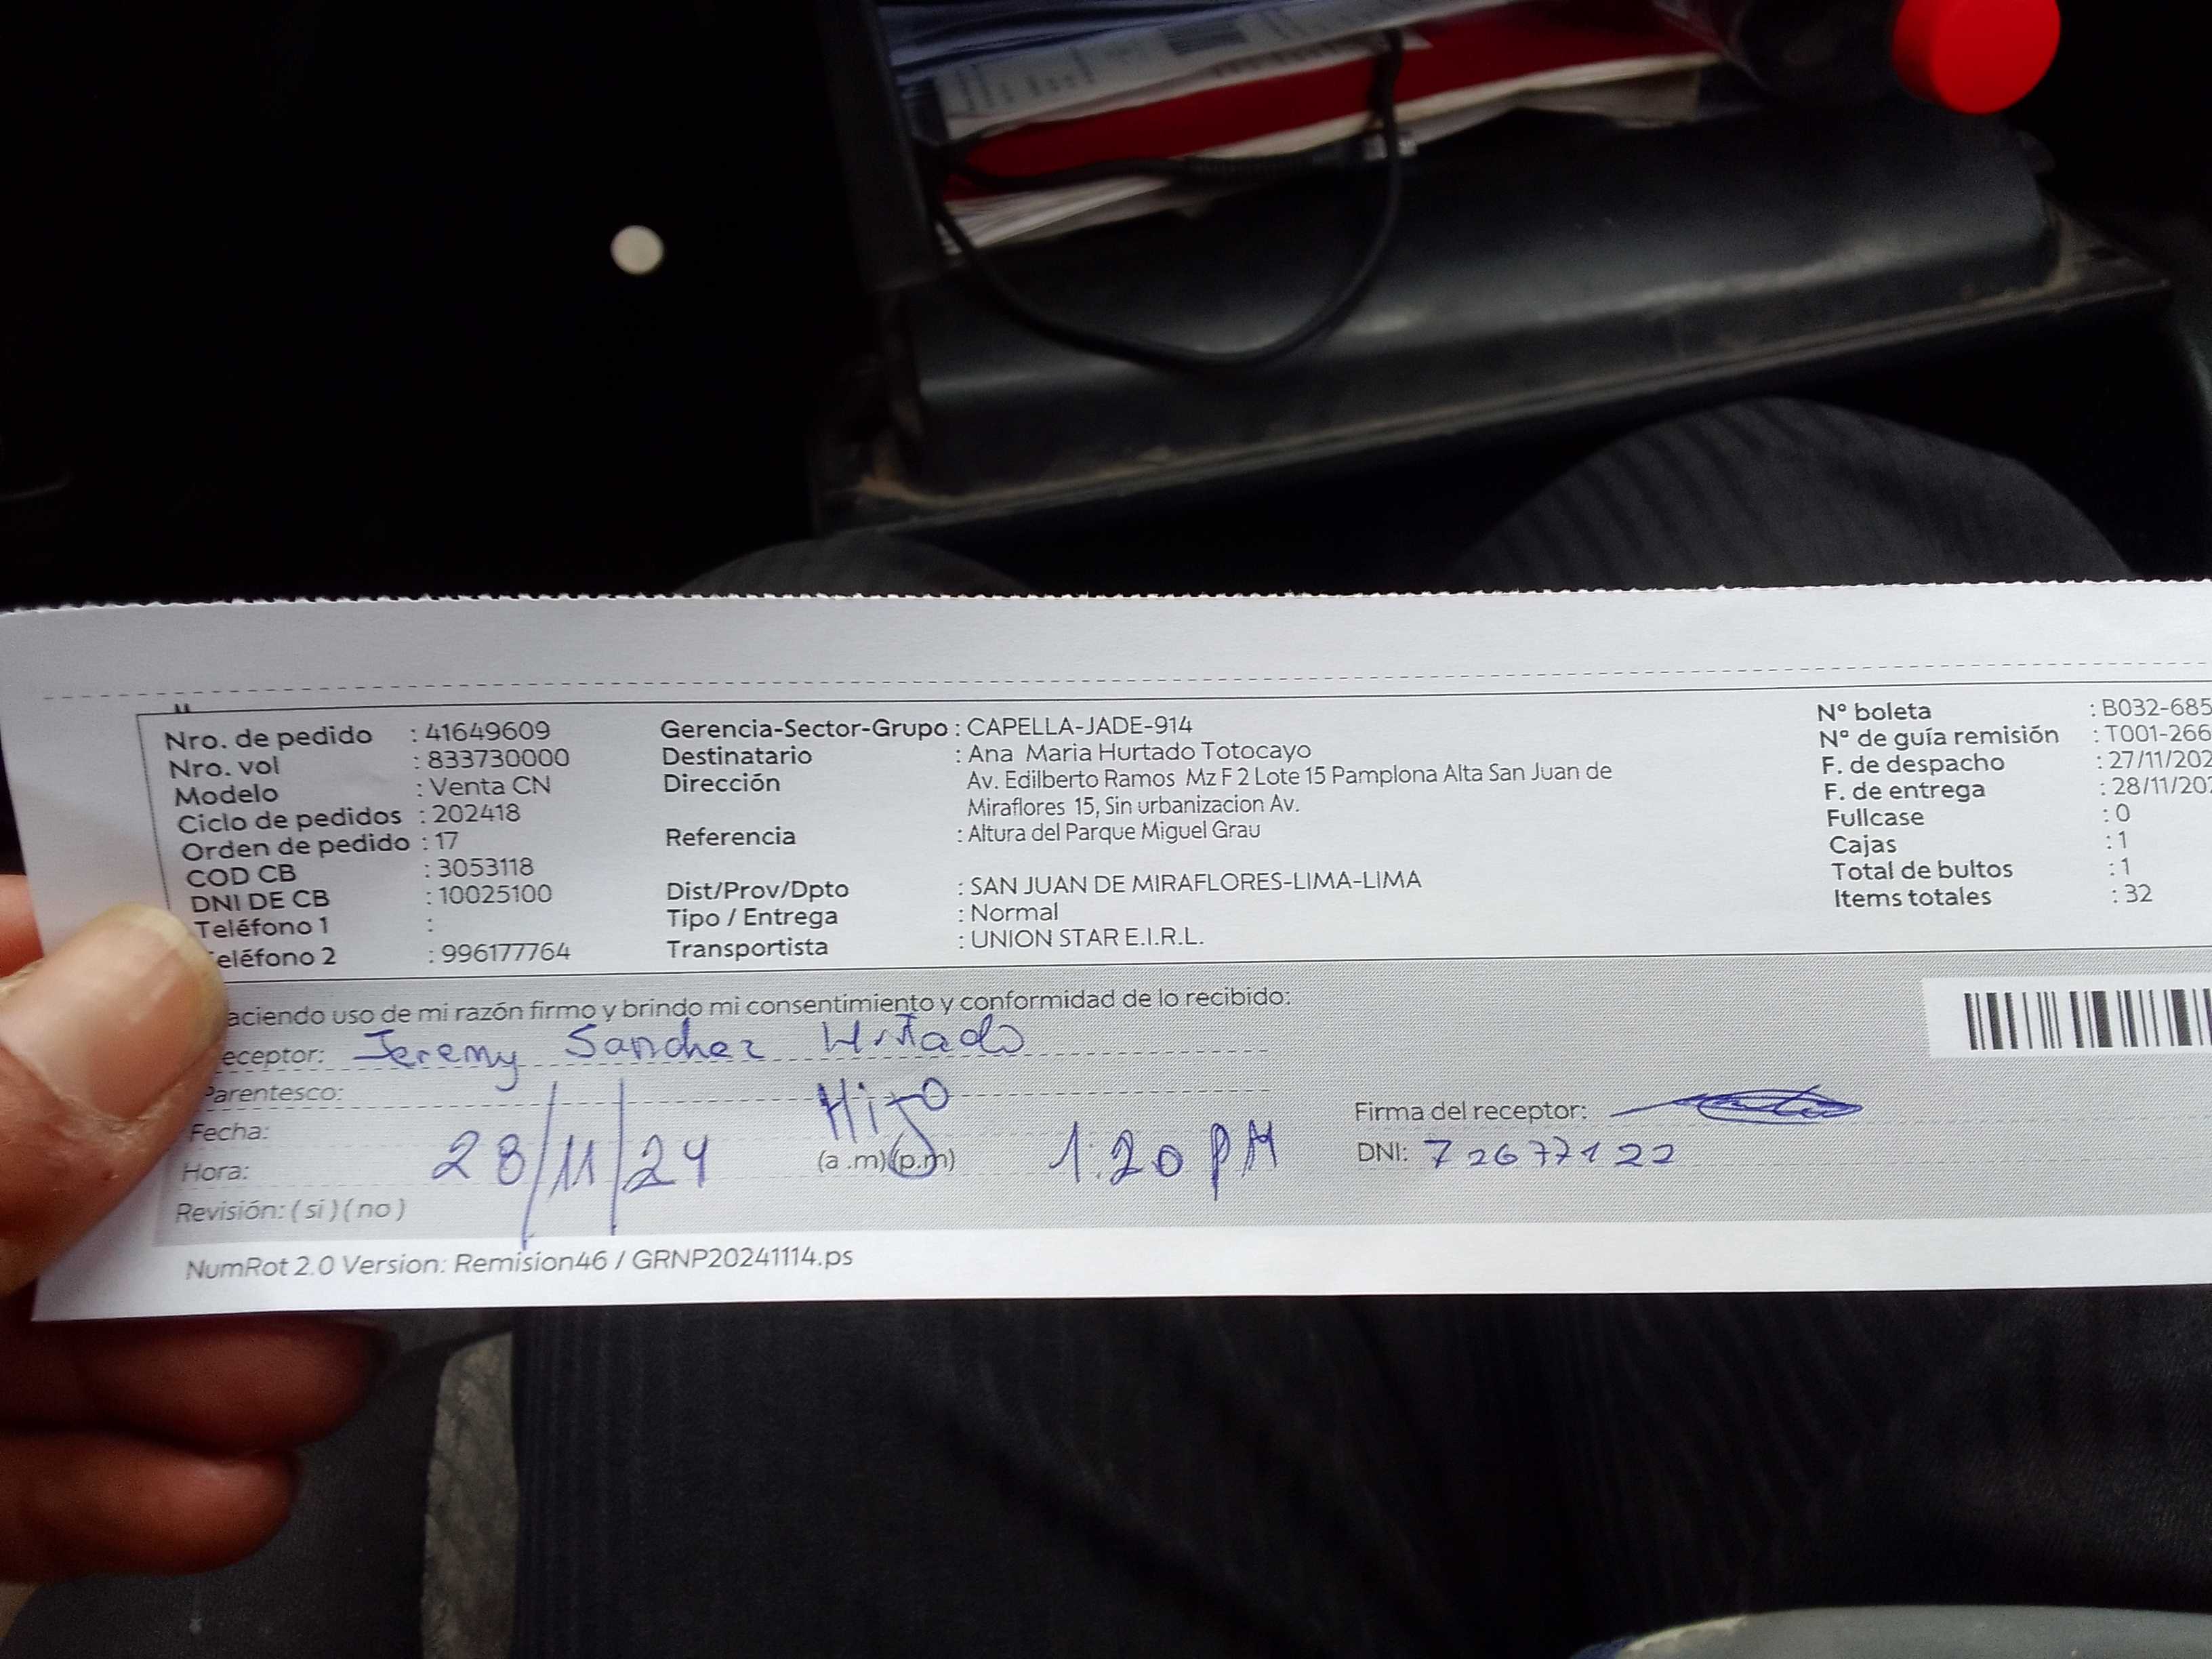 Nro. de pedido : 41649609
Nro. vol : 833730000
Modelo : Venta CN
Ciclo de pedidos : 202418
Orden de pedido : 17
COD CB : 3053118
DNI DE CB : 10025100
Teléfono 1 :
eléfono 2 : 996177764
Gerencia-Sector-Grupo : CAPELLA-JADE-914
Destinatario : Ana Maria Hurtado Totocayo
Dirección Av. Edilberto Ramos Mz F 2 Lote 15 Pamplona Alta San Juan de
Miraflores 15, Sin urbanizacion Av.
Referencia : Altura del Parque Miguel Grau
Dist/Prov/Dpto : SAN JUAN DE MIRAFLORES-LIMA-LIMA
Tipo / Entrega : Normal
Transportista : UNION STAR E.I.R.L.
N° boleta : B032-685
N° de guía remisión : T001-266
F. de despacho : 27/11/202
F. de entrega : 28/11/202
Fullcase : 0
Cajas : 1
Total de bultos : 1
Items totales : 32
aciendo uso de mi razón firmo y brindo mi consentimiento y conformidad de lo recibido:
eceptor: Jeremy Sanchez Hurtado
Parentesco: Hijo
Fecha: 28/11/24
Hora: (a .m)(p.m) 1:20 PM
Revisión: ( si ) ( no )
Firma del receptor:
DNI: 72677122
NumRot 2.0 Version: Remision46 / GRNP20241114.ps